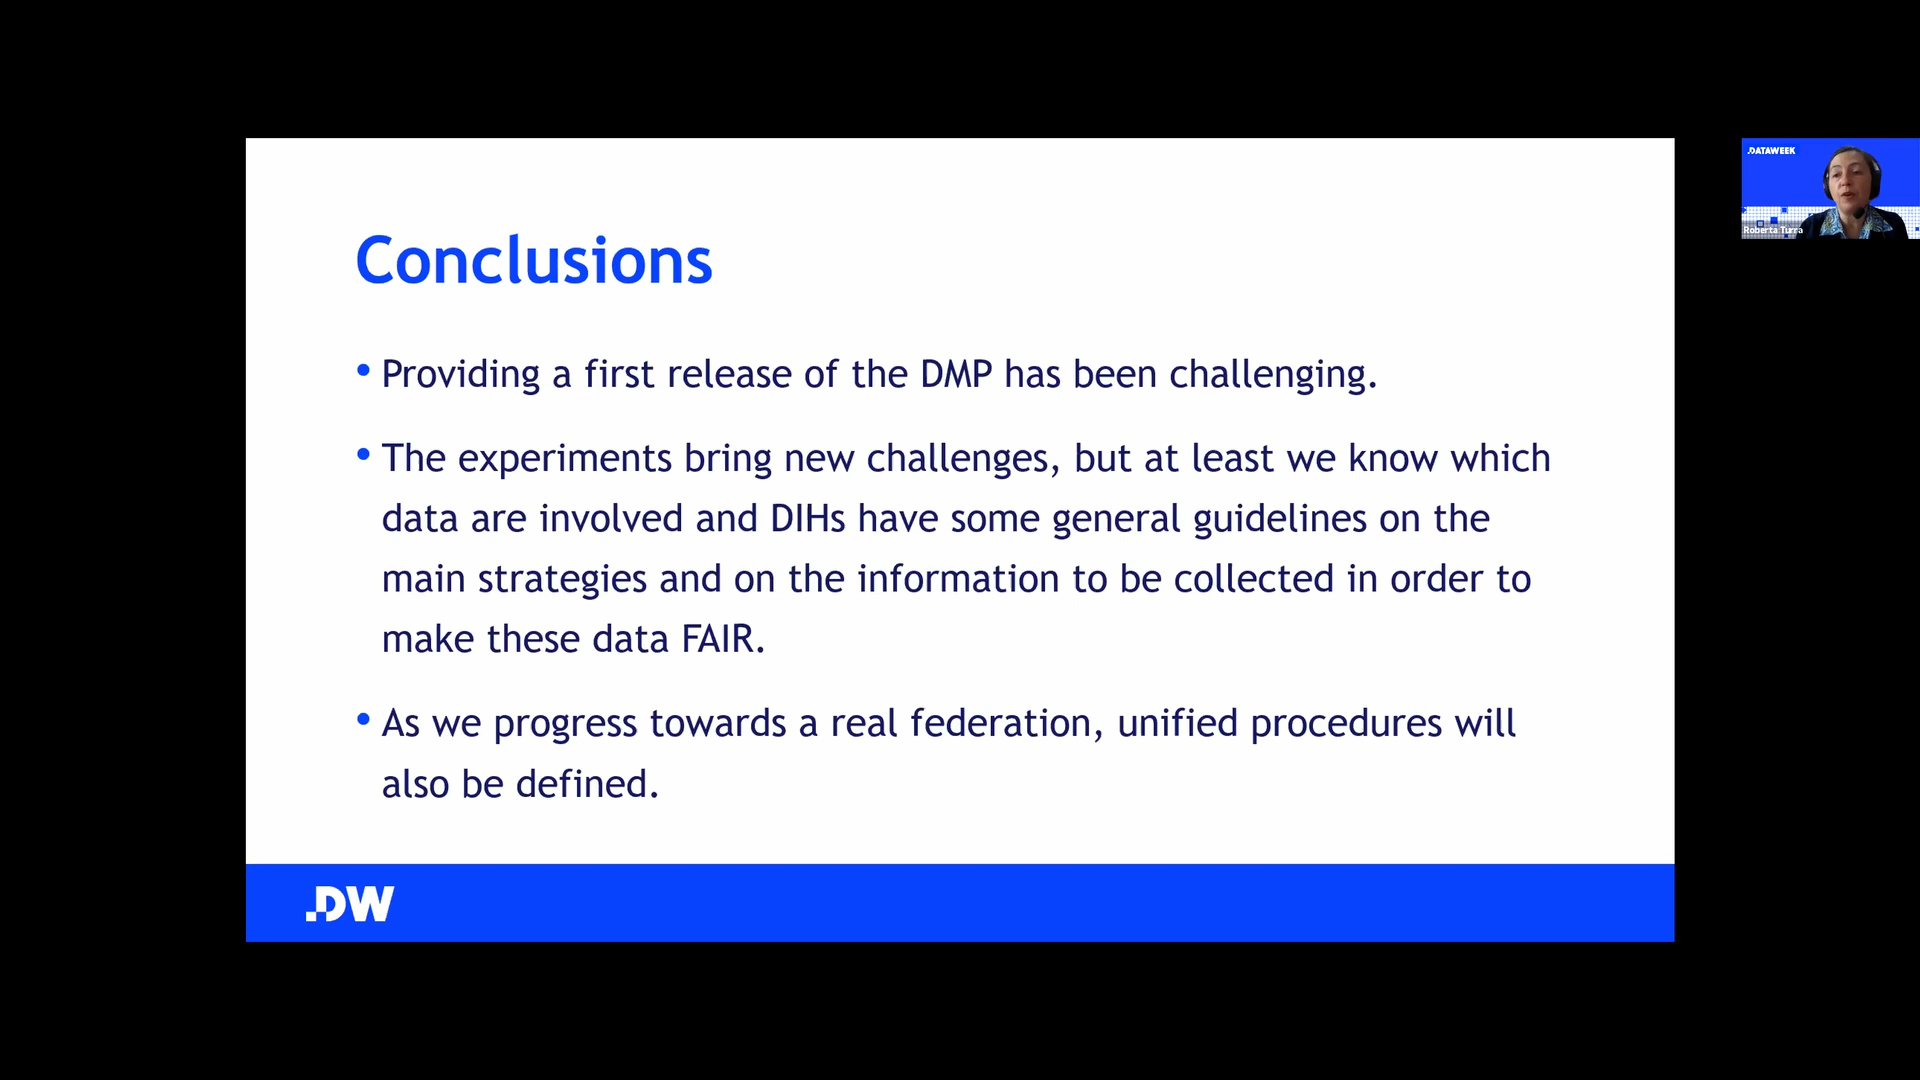 Conclusions
• Providing a first release of the DMP has been challenging.
• The experiments bring new challenges, but at least we know which
data are involved and DIHs have some general guidelines on the
main strategies and on the information to be collected in order to
make these data FAIR.
• As we progress towards a real federation, unified procedures will
also be defined.
.DW
.DATAWEEK
Roberta Turra